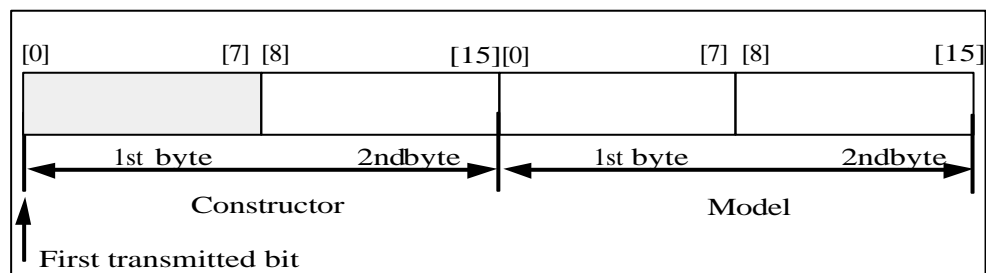 [0] [7] [8] [15] [0] [7] [8] [15]
1st byte 2ndbyte 1st byte 2ndbyte
Constructor Model
First transmitted bit